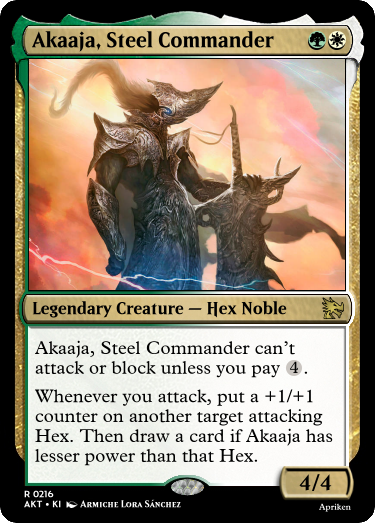 Akaaja, Steel Commander
Legendary Creature — Hex Noble
Akaaja, Steel Commander can't
attack or block unless you pay 4.
Whenever you attack, put a +1/+1
counter on another target attacking
Hex. Then draw a card if Akaaja has
lesser power than that Hex.
4/4
R 0216
AKT • KI Armiche Lora Sánchez
Apriken